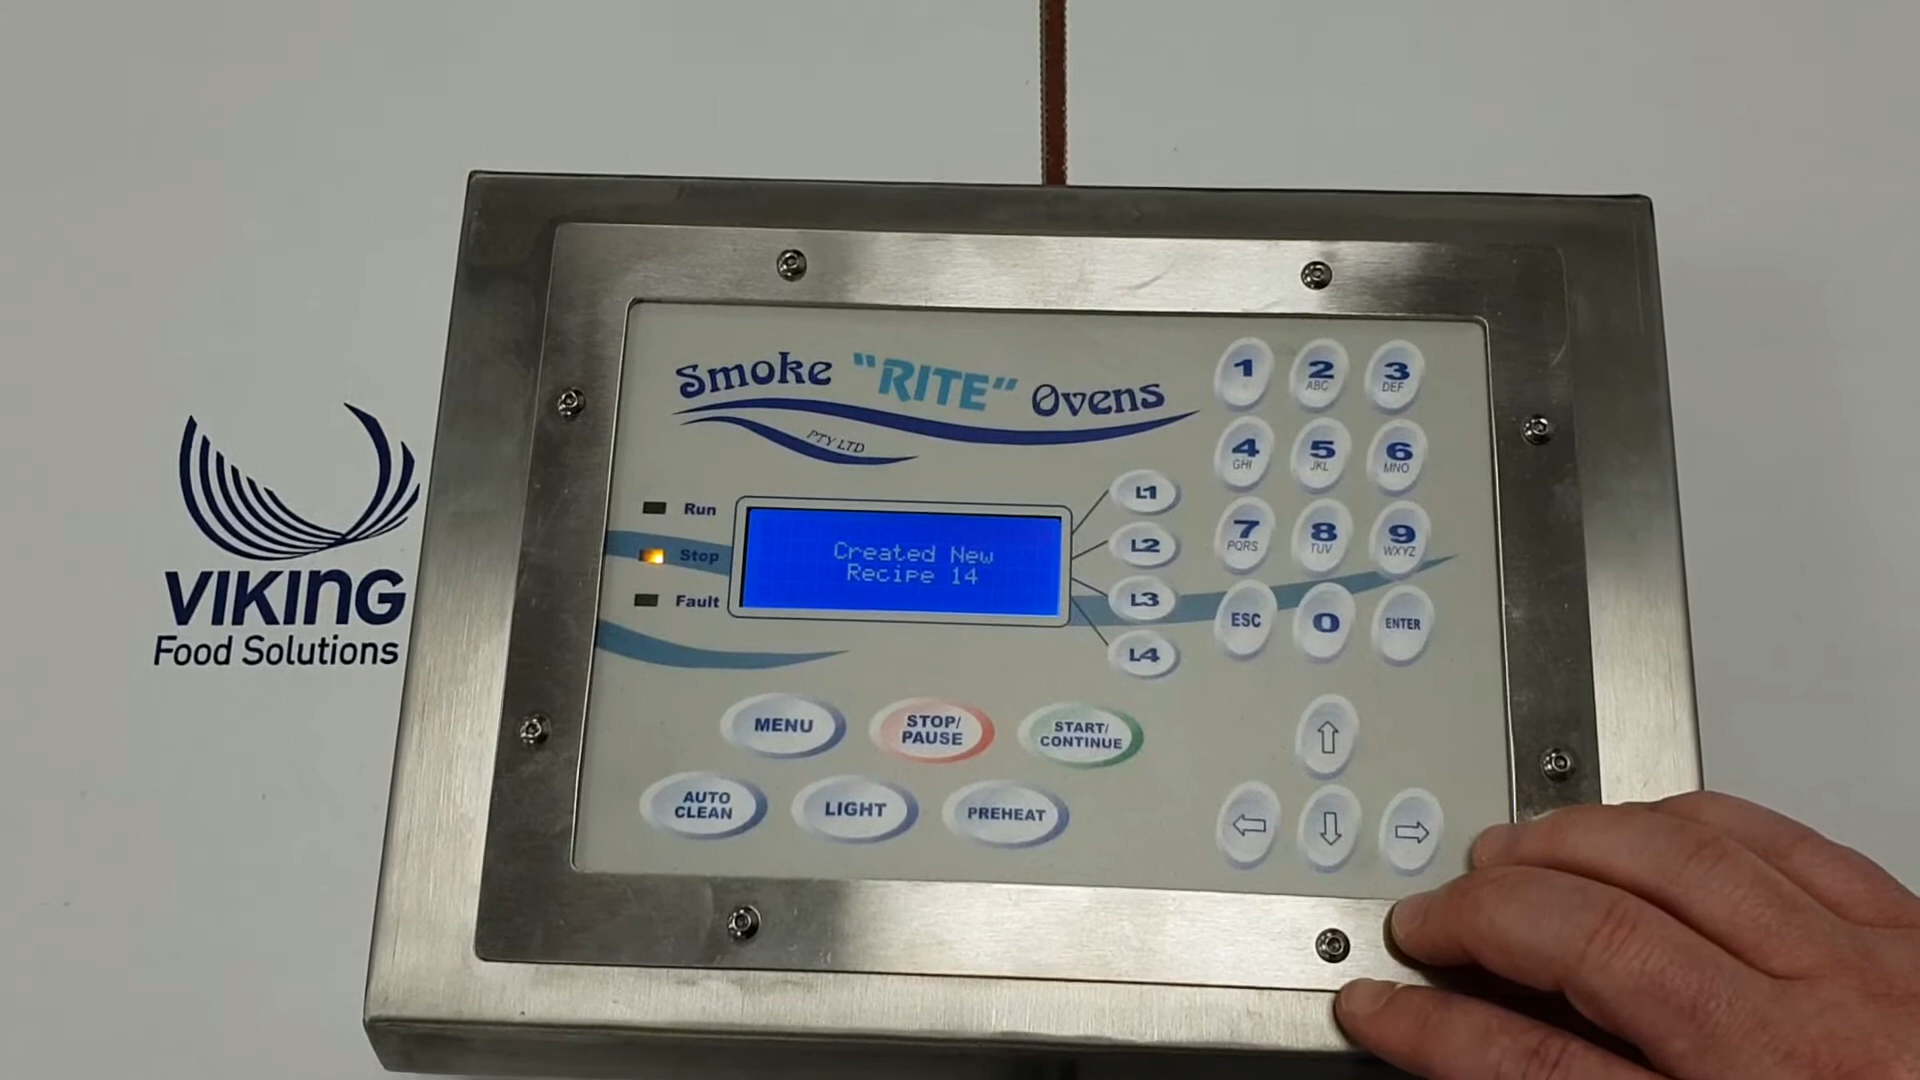 Smoke "RITE" Ovens
PTY LTD
VIKING
Food Solutions
Run
Stop
Fault
Created New
Recipe 14
L1
L2
L3
L4
1
2
ABC
3
DEF
4
GHI
5
JKL
6
MNO
7
PQRS
8
TUV
9
WXYZ
ESC
0
ENTER
MENU
STOP/
PAUSE
START/
CONTINUE
AUTO
CLEAN
LIGHT
PREHEAT